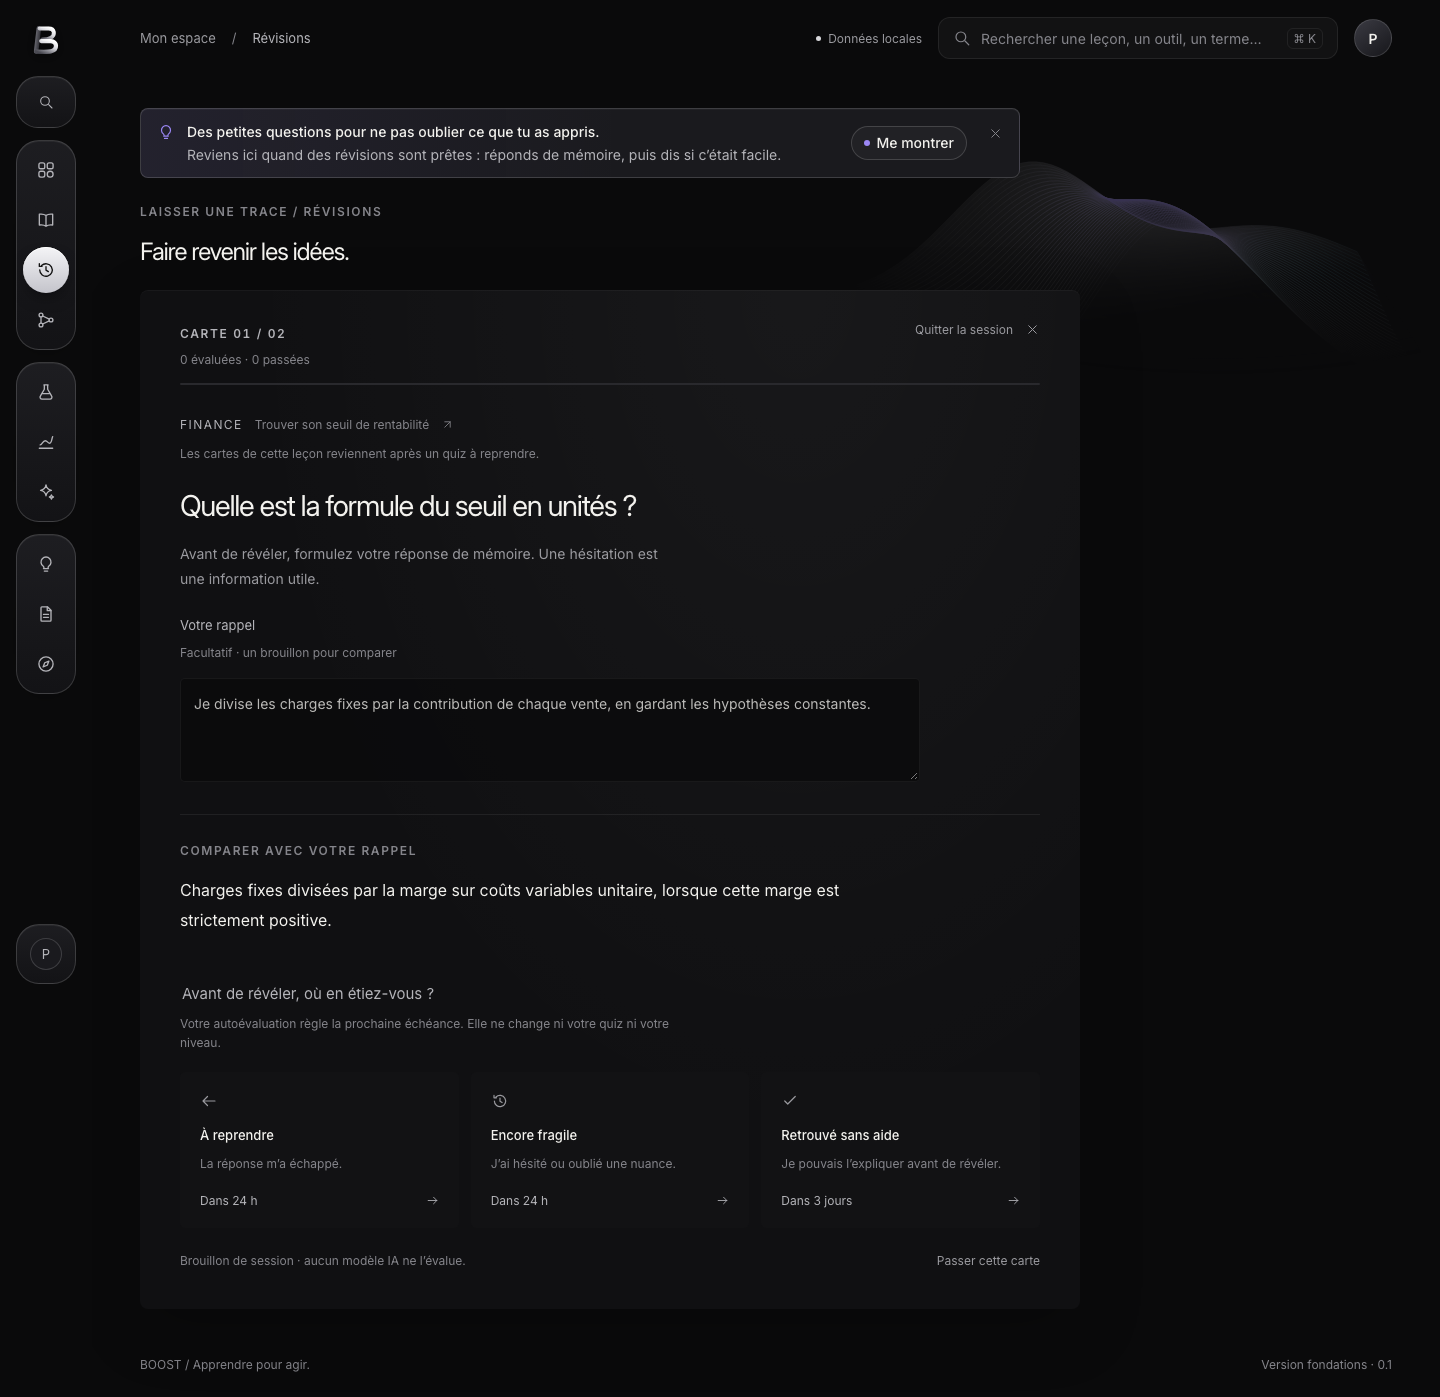 B
Mon espace / Révisions
Données locales
Rechercher une leçon, un outil, un terme...
⌘ K
P
Des petites questions pour ne pas oublier ce que tu as appris.
Reviens ici quand des révisions sont prêtes : réponds de mémoire, puis dis si c’était facile.
Me montrer
LAISSER UNE TRACE / RÉVISIONS
Faire revenir les idées.
CARTE 01 / 02
Quitter la session
0 évaluées · 0 passées
FINANCE Trouver son seuil de rentabilité
Les cartes de cette leçon reviennent après un quiz à reprendre.
Quelle est la formule du seuil en unités ?
Avant de révéler, formulez votre réponse de mémoire. Une hésitation est
une information utile.
Votre rappel
Facultatif · un brouillon pour comparer
Je divise les charges fixes par la contribution de chaque vente, en gardant les hypothèses constantes.
COMPARER AVEC VOTRE RAPPEL
Charges fixes divisées par la marge sur coûts variables unitaire, lorsque cette marge est
strictement positive.
P
Avant de révéler, où en étiez-vous ?
Votre autoévaluation règle la prochaine échéance. Elle ne change ni votre quiz ni votre
niveau.
À reprendre
La réponse m’a échappé.
Dans 24 h
Encore fragile
J’ai hésité ou oublié une nuance.
Dans 24 h
Retrouvé sans aide
Je pouvais l’expliquer avant de révéler.
Dans 3 jours
Brouillon de session · aucun modèle IA ne l’évalue.
Passer cette carte
BOOST / Apprendre pour agir.
Version fondations · 0.1